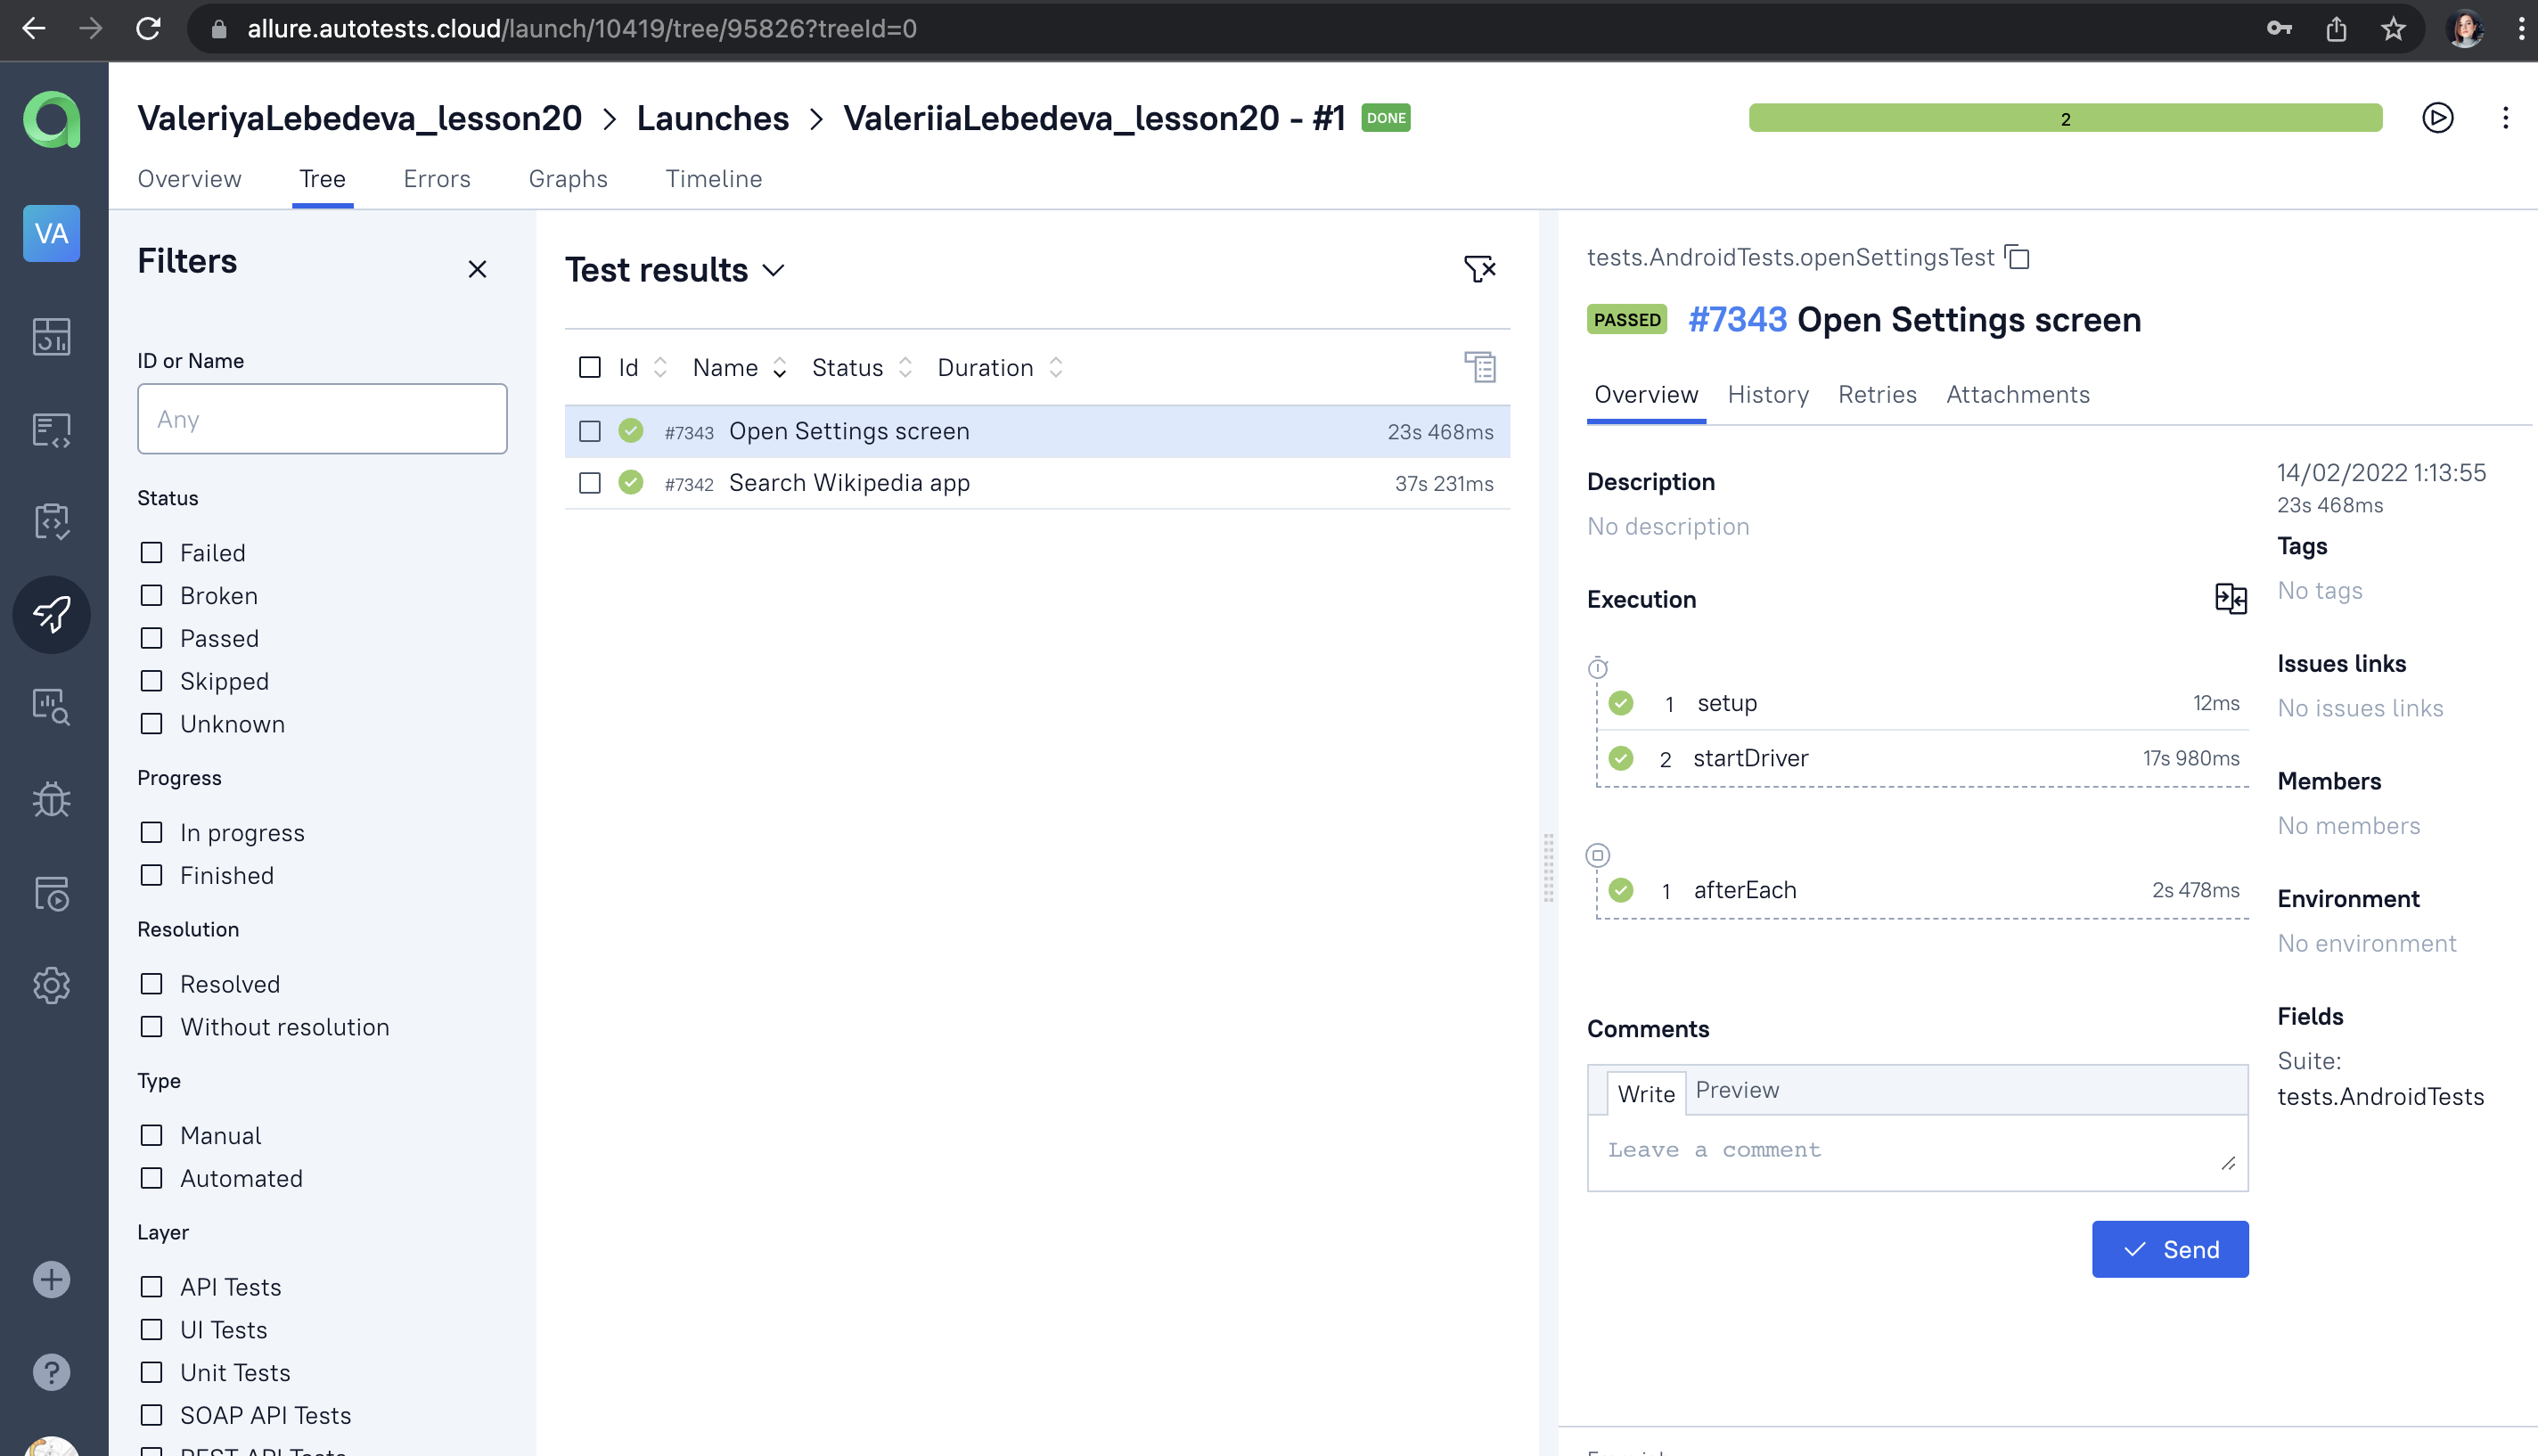 allure.autotests.cloud/launch/10419/tree/95826?treeId=0
ValeriyaLebedeva_lesson20 > Launches > ValeriiaLebedeva_lesson20 - #1 DONE
2
Overview Tree Errors Graphs Timeline
VA
Filters
ID or Name
Any
Status
Failed
Broken
Passed
Skipped
Unknown
Progress
In progress
Finished
Resolution
Resolved
Without resolution
Type
Manual
Automated
Layer
API Tests
UI Tests
Unit Tests
SOAP API Tests
Test results
Id Name Status Duration
#7343 Open Settings screen 23s 468ms
#7342 Search Wikipedia app 37s 231ms
tests.AndroidTests.openSettingsTest
PASSED #7343 Open Settings screen
Overview History Retries Attachments
Description
No description
Execution
1 setup 12ms
2 startDriver 17s 980ms
1 afterEach 2s 478ms
Comments
Write Preview
Leave a comment
Send
14/02/2022 1:13:55
23s 468ms
Tags
No tags
Issues links
No issues links
Members
No members
Environment
No environment
Fields
Suite:
tests.AndroidTests